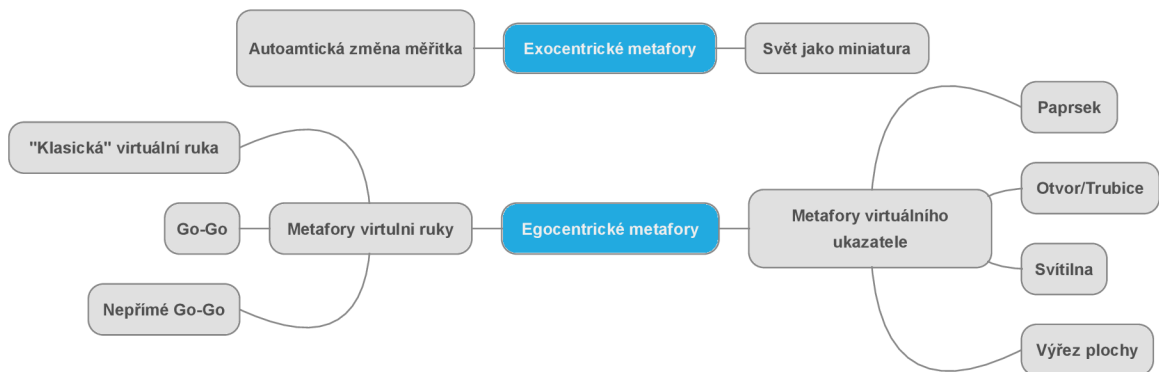 Autoamtická změna měřitka
Exocentrické metafory
Svět jako miniatura
Paprsek
"Klasická" virtuální ruka
Otvor/Trubice
Go-Go
Metafory virtulni ruky
Egocentrické metafory
Metafory virtuálního
ukazatele
Svítilna
Nepřímé Go-Go
Výřez plochy